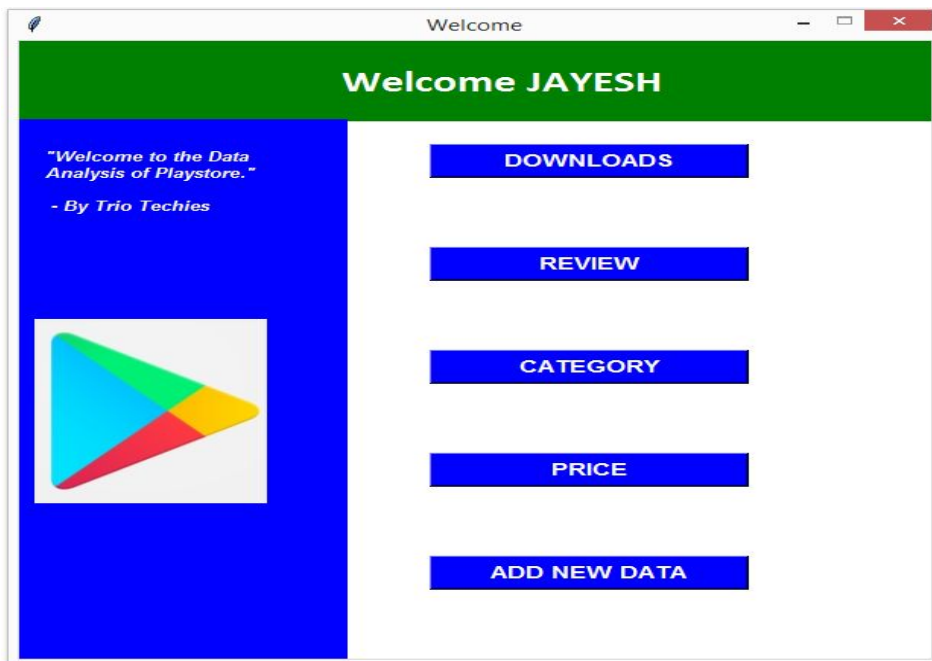 Welcome
Welcome JAYESH
"Welcome to the Data
Analysis of Playstore."
- By Trio Techies
DOWNLOADS
REVIEW
CATEGORY
PRICE
ADD NEW DATA